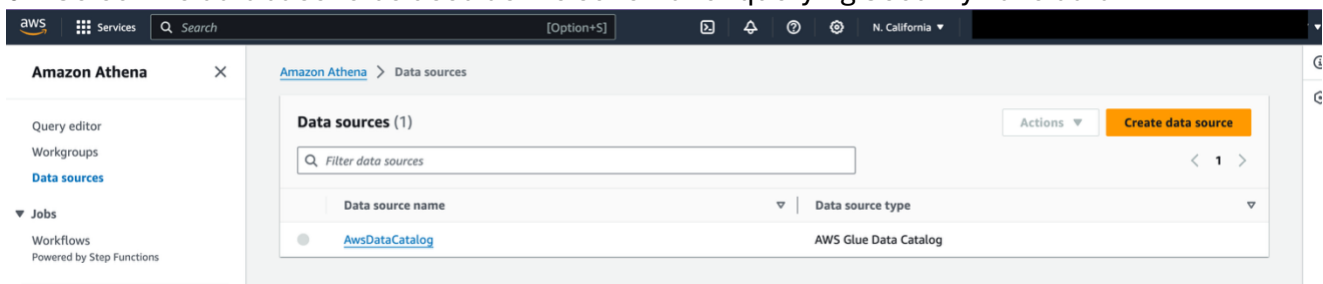 aws Services Search [Option+S] N. California
Amazon Athena
Amazon Athena > Data sources
Query editor
Workgroups
Data sources
Jobs
Workflows
Powered by Step Functions
Data sources (1)
Actions Create data source
Filter data sources
< 1 >
Data source name Data source type
AwsDataCatalog AWS Glue Data Catalog